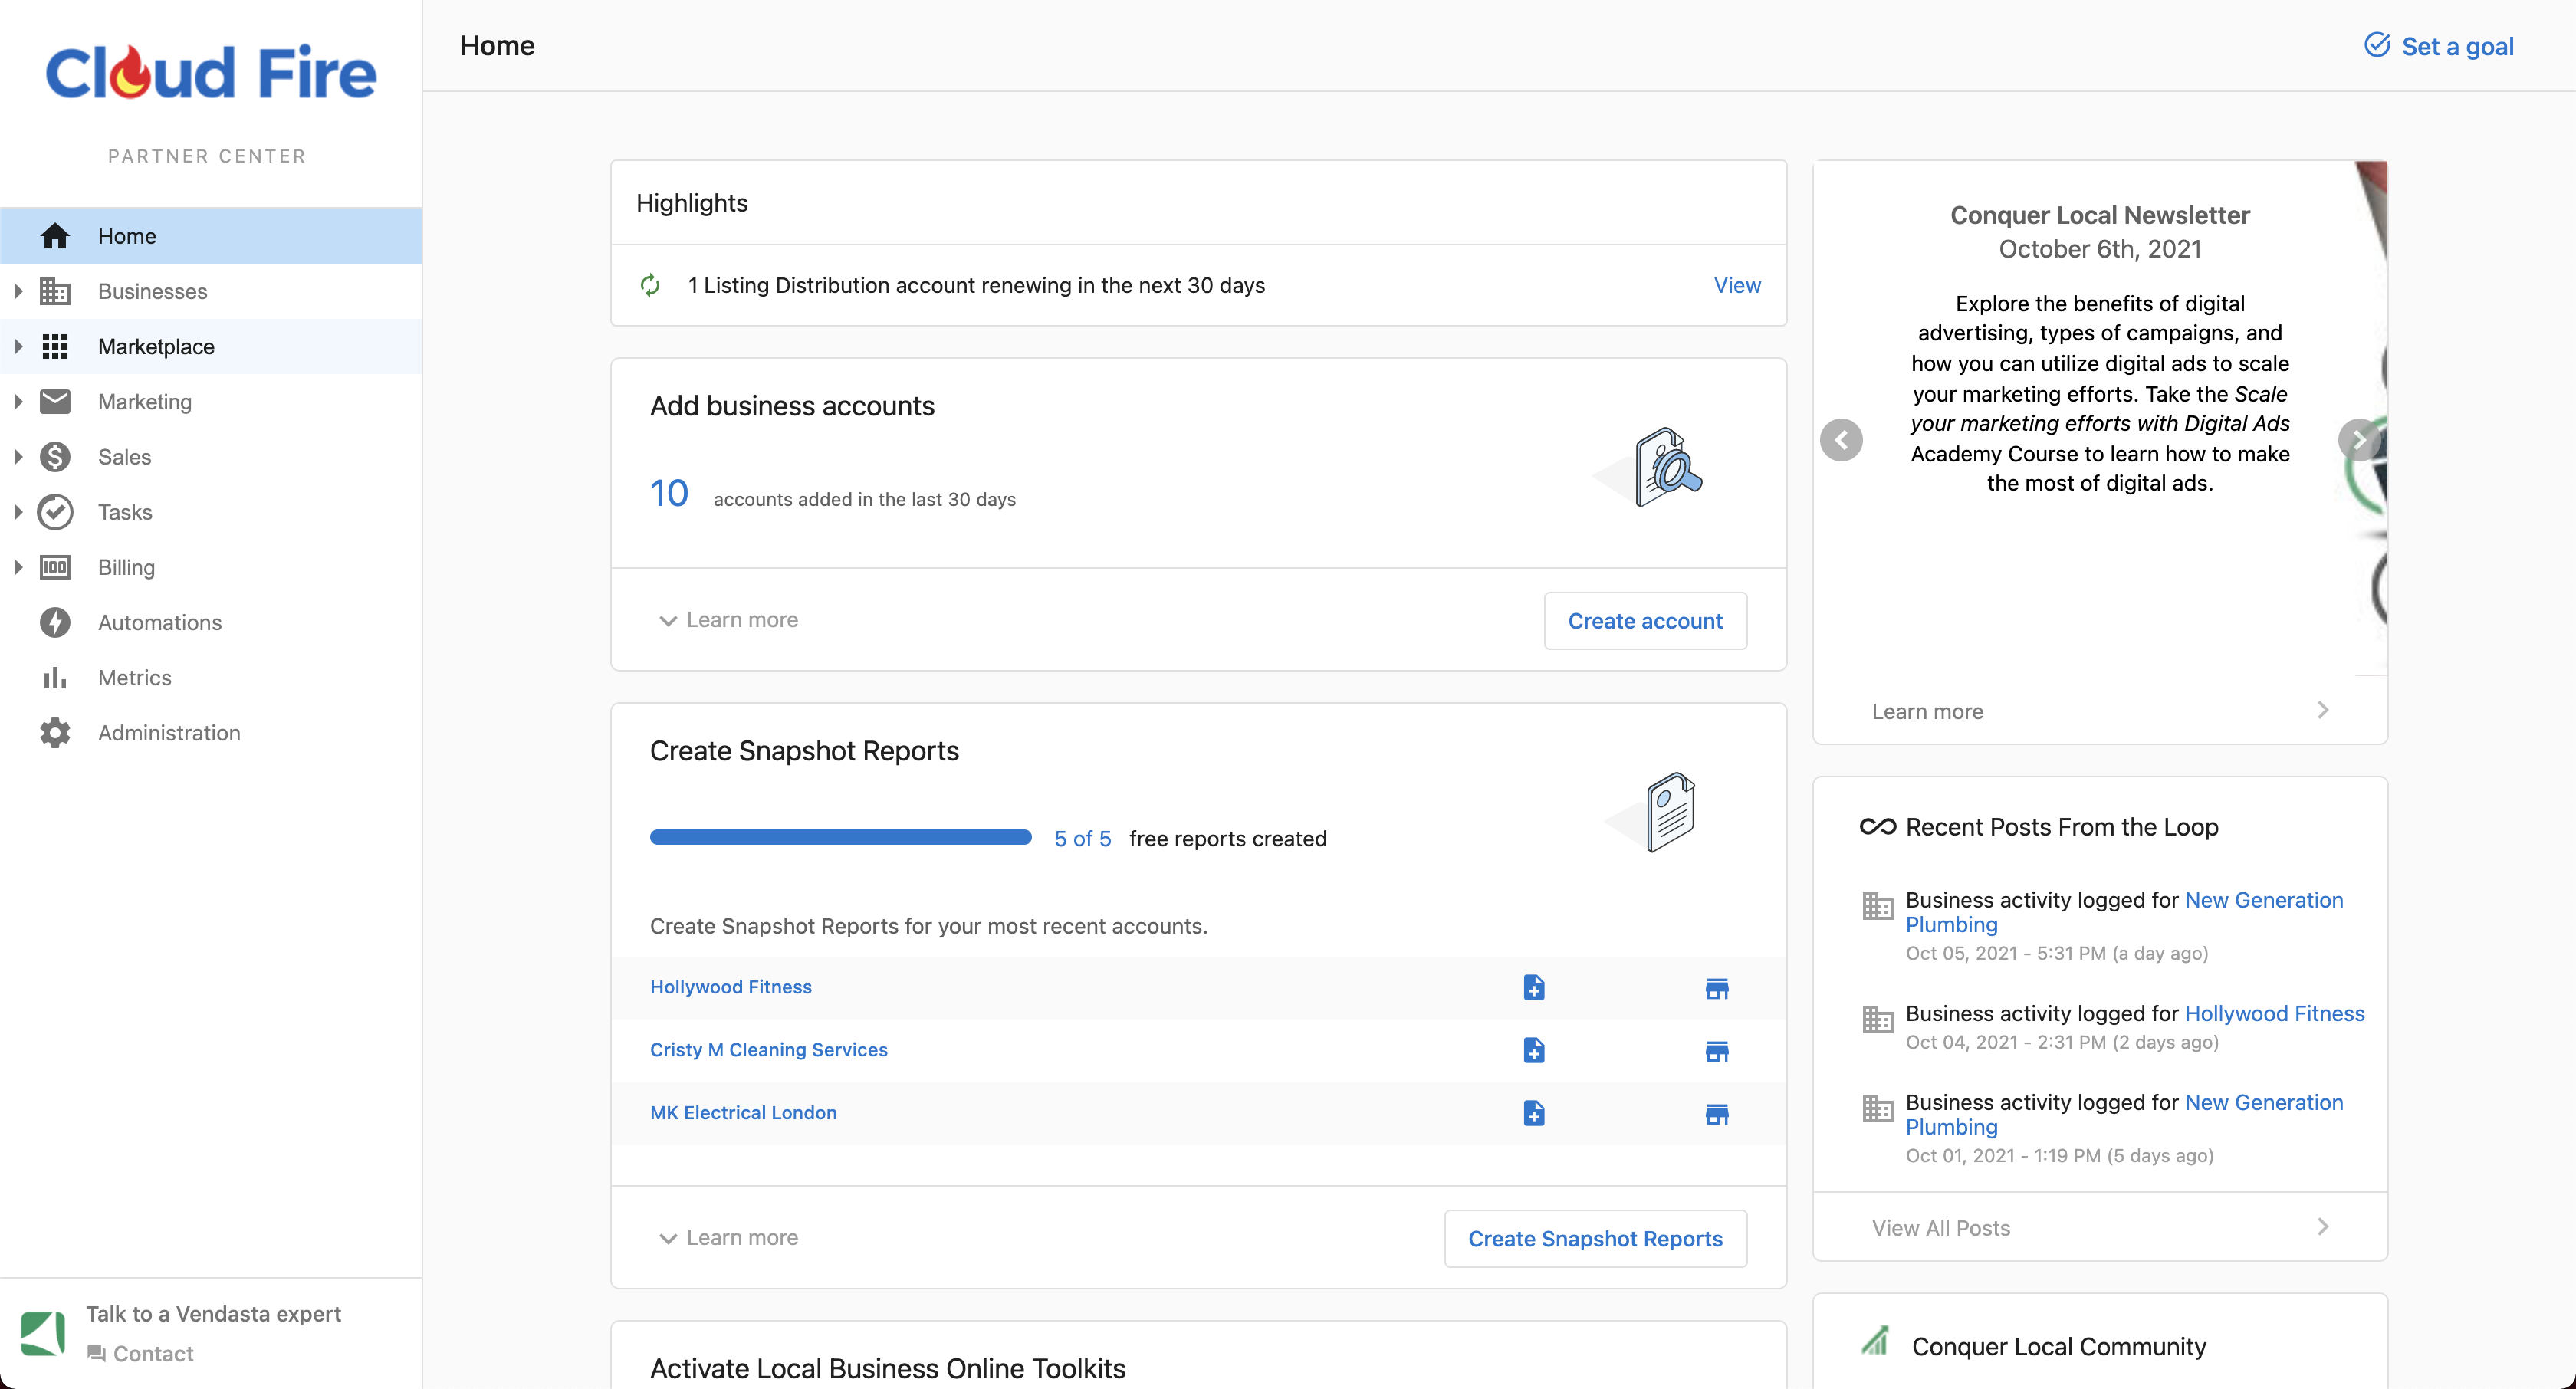 Cloud Fire
PARTNER CENTER
Home
Businesses
Marketplace
Marketing
Sales
Tasks
Billing
Automations
Metrics
Administration
Talk to a Vendasta expert
Contact
Home
Set a goal
Highlights
1 Listing Distribution account renewing in the next 30 days
View
Add business accounts
10 accounts added in the last 30 days
Learn more
Create account
Create Snapshot Reports
5 of 5 free reports created
Create Snapshot Reports for your most recent accounts.
Hollywood Fitness
Cristy M Cleaning Services
MK Electrical London
Learn more
Create Snapshot Reports
Activate Local Business Online Toolkits
Conquer Local Newsletter
October 6th, 2021
Explore the benefits of digital
advertising, types of campaigns, and
how you can utilize digital ads to scale
your marketing efforts. Take the Scale
your marketing efforts with Digital Ads
Academy Course to learn how to make
the most of digital ads.
Learn more
Recent Posts From the Loop
Business activity logged for New Generation
Plumbing
Oct 05, 2021 - 5:31 PM (a day ago)
Business activity logged for Hollywood Fitness
Oct 04, 2021 - 2:31 PM (2 days ago)
Business activity logged for New Generation
Plumbing
Oct 01, 2021 - 1:19 PM (5 days ago)
View All Posts
Conquer Local Community